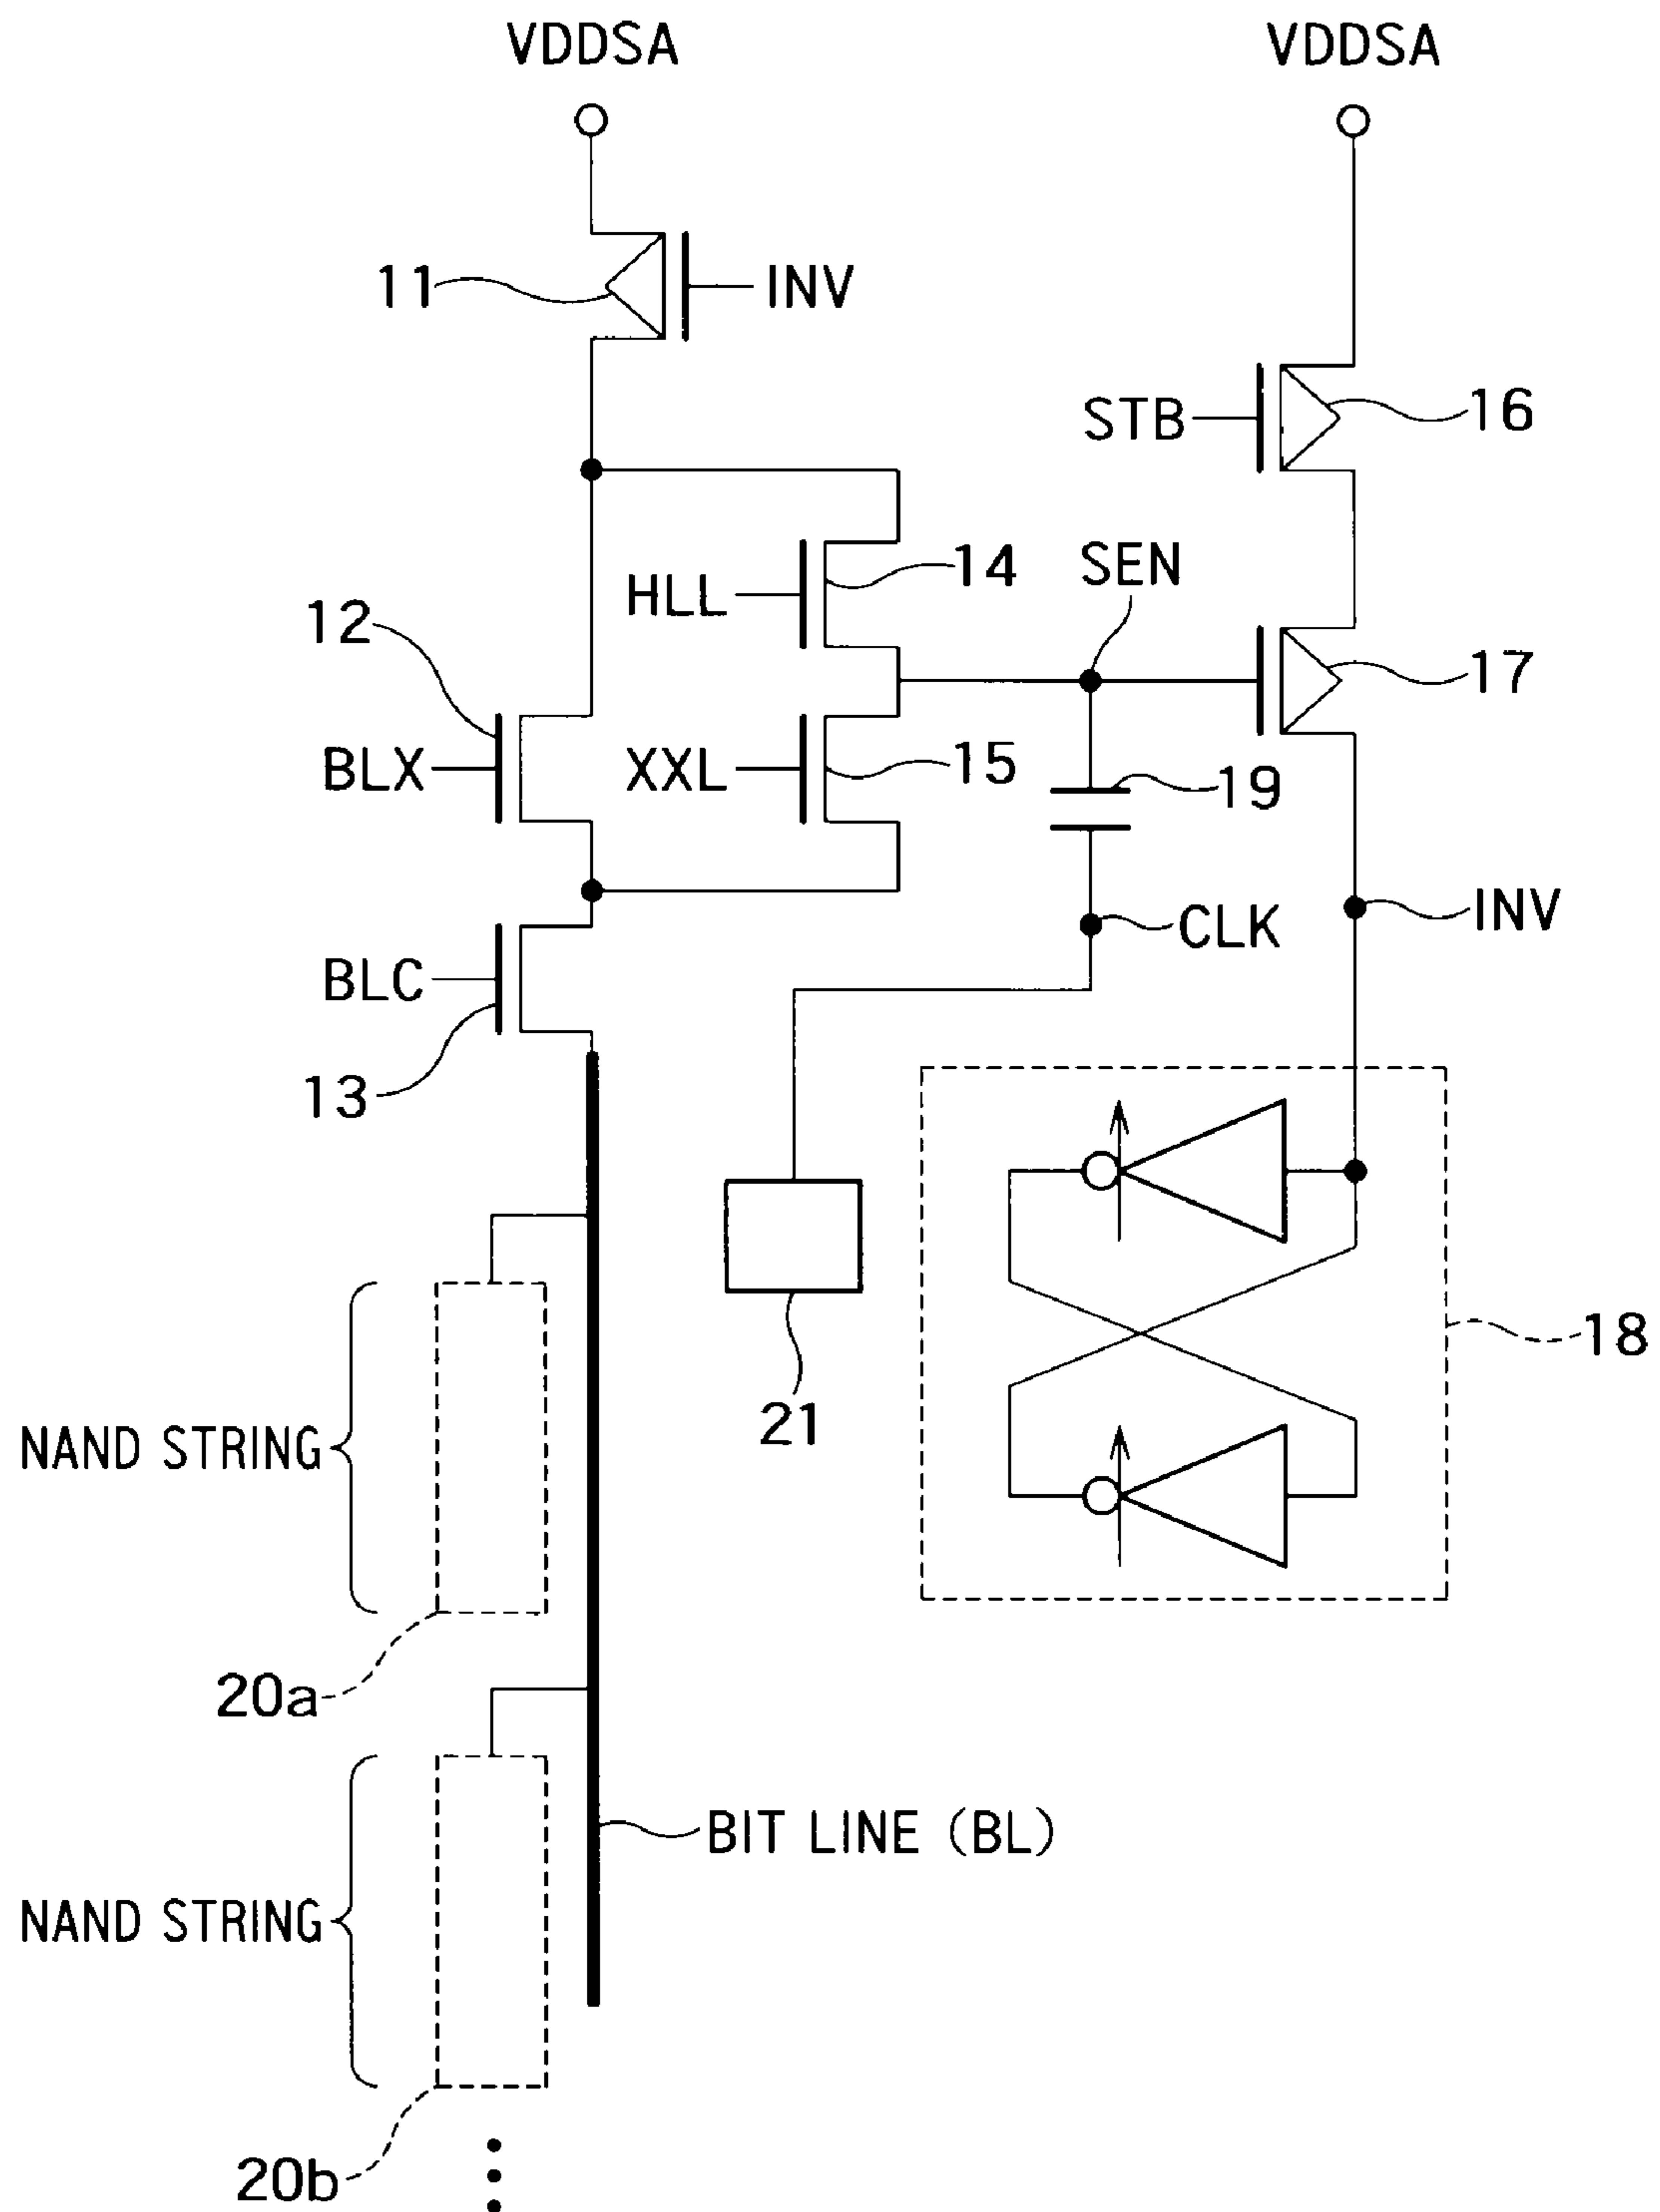 VDDSA VDDSA
11 INV
STB 16
HLL 14 SEN
12
17
BLX XXL 15 19
INV
CLK
BLC
13
18
21
NAND STRING
20a
BIT LINE (BL)
NAND STRING
20b